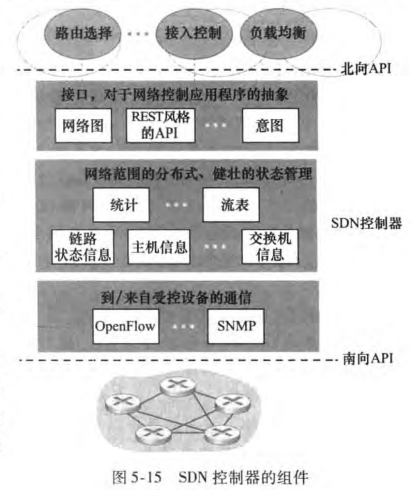 路由选择 ••• 接入控制 负载均衡
北向API
接口，对于网络控制应用程序的抽象
网络图 REST风格的API ••• 意图
网络范围的分布式、健壮的状态管理
统计 ••• 流表
SDN控制器
链路状态信息 主机信息 ••• 交换机信息
到/来自受控设备的通信
OpenFlow ••• SNMP
南向API
图 5-15 SDN 控制器的组件